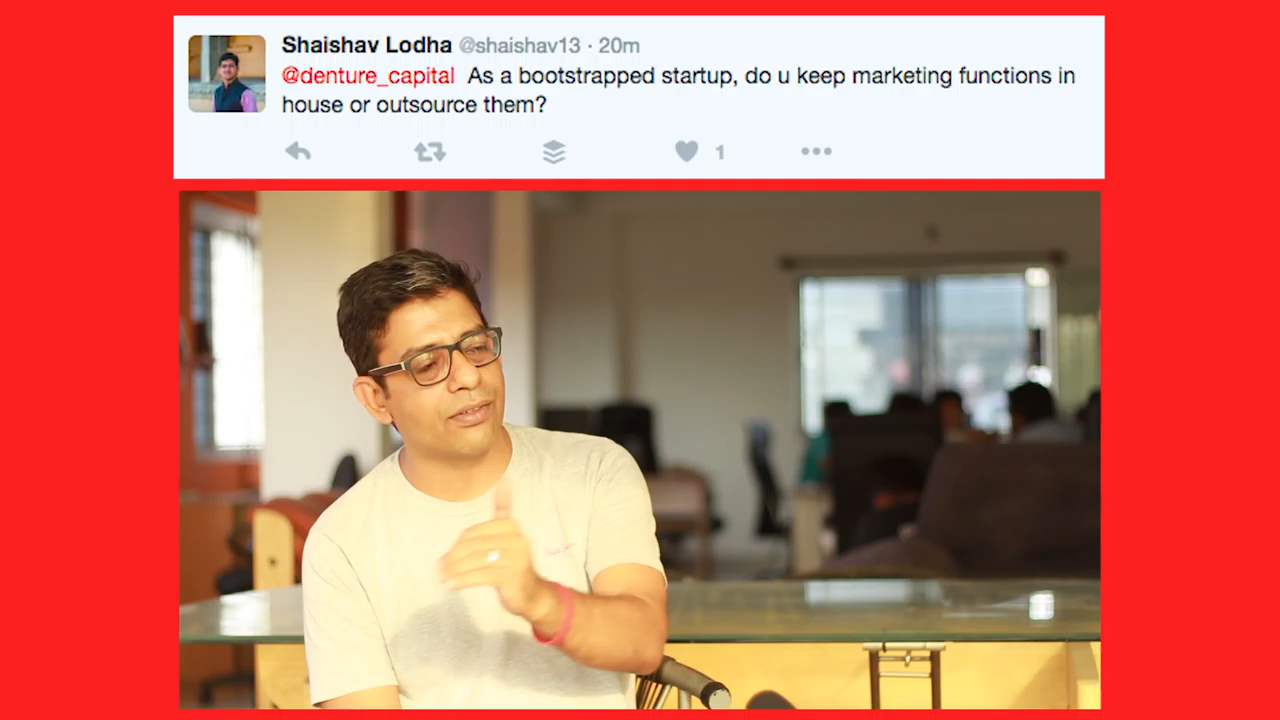 Shaishav Lodha @shaishav13 · 20m
@denture_capital As a bootstrapped startup, do u keep marketing functions in
house or outsource them?
1